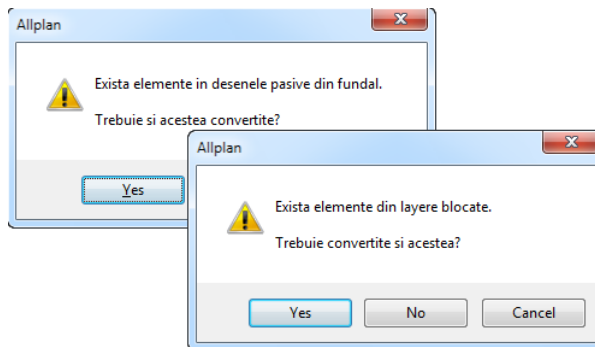 Allplan
Exista elemente in desenele pasive din fundal.
Trebuie si acestea convertite?
Yes
Allplan
Exista elemente din layere blocate.
Trebuie convertite si acestea?
Yes
No
Cancel